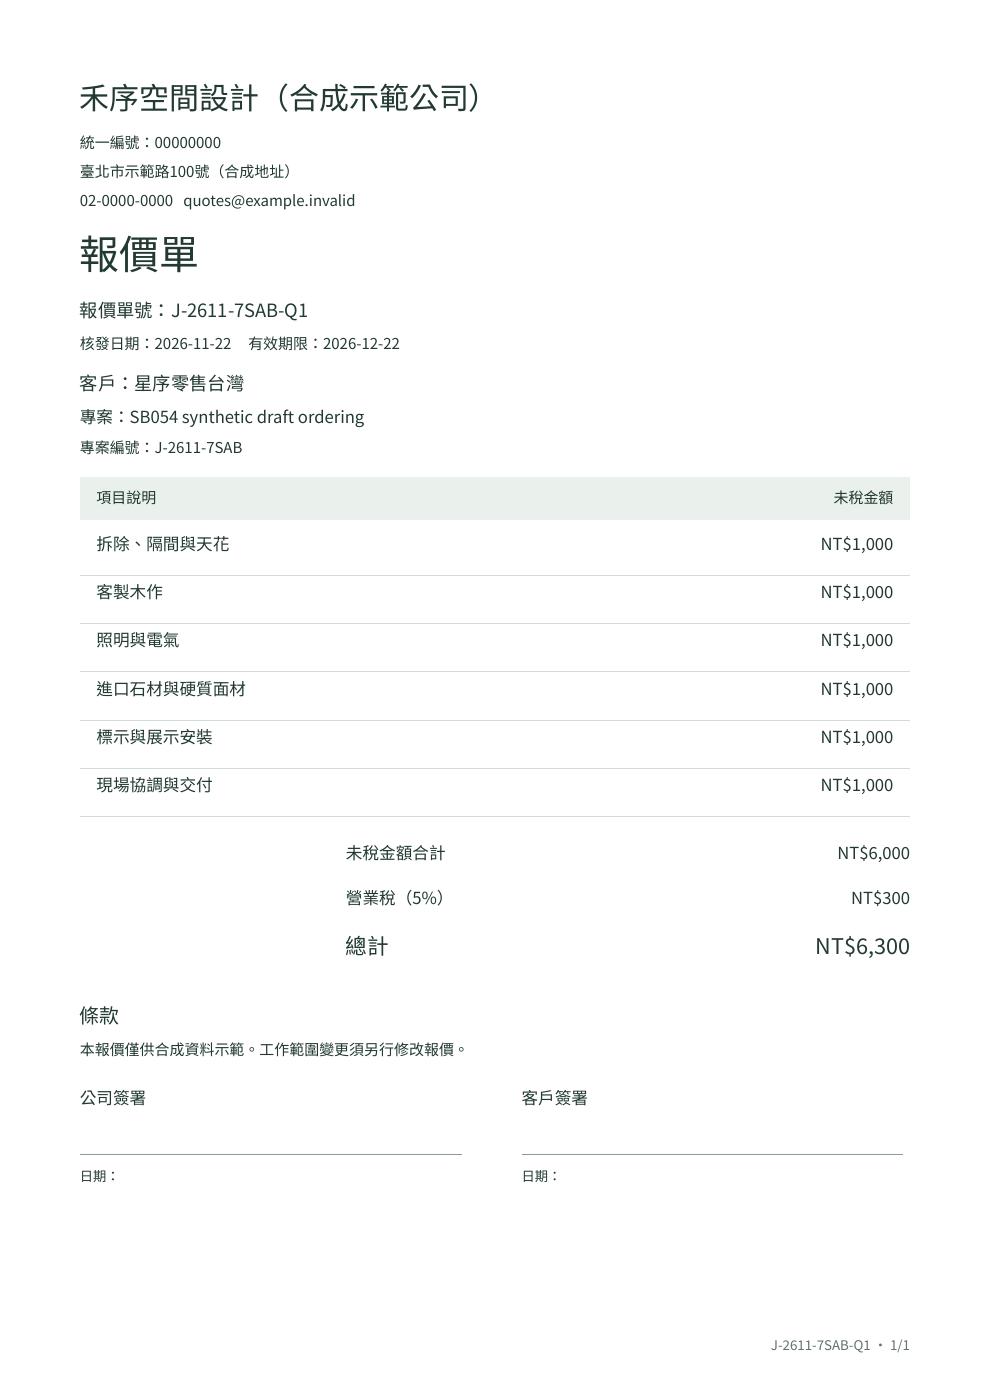 禾序空間設計（合成示範公司）
統一編號：00000000
臺北市示範路100號（合成地址）
02-0000-0000 quotes@example.invalid
報價單
報價單號：J-2611-7SAB-Q1
核發日期：2026-11-22 有效期限：2026-12-22
客戶：星序零售台灣
專案：SB054 synthetic draft ordering
專案編號：J-2611-7SAB
項目說明 未稅金額
拆除、隔間與天花 NT$1,000
客製木作 NT$1,000
照明與電氣 NT$1,000
進口石材與硬質面材 NT$1,000
標示與展示安裝 NT$1,000
現場協調與交付 NT$1,000
未稅金額合計 NT$6,000
營業稅（5%） NT$300
總計 NT$6,300
條款
本報價僅供合成資料示範。工作範圍變更須另行修改報價。
公司簽署 客戶簽署
日期： 日期：
J-2611-7SAB-Q1 · 1/1